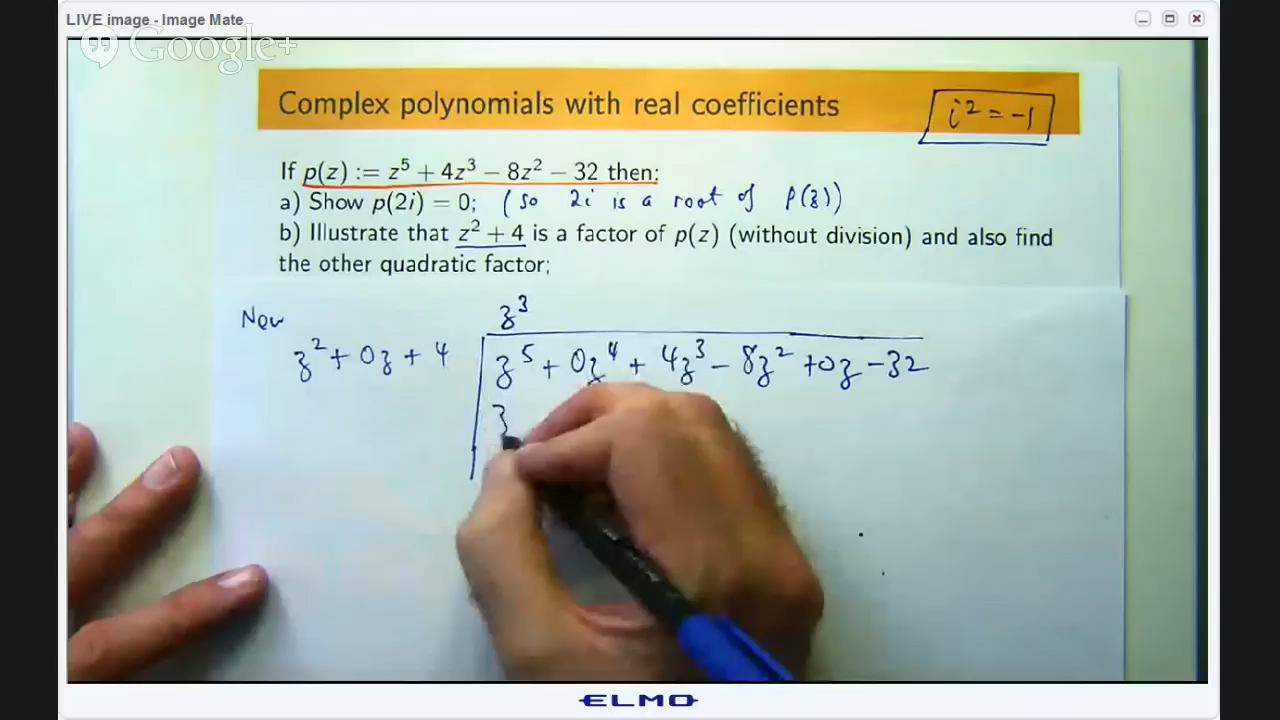 LIVE image - Image Mate
Google+
Complex polynomials with real coefficients
i² = -1
If p(z) := z⁵ + 4z³ − 8z² − 32 then:
a) Show p(2i) = 0; (so 2i is a root of p(z))
b) Illustrate that z² + 4 is a factor of p(z) (without division) and also find
the other quadratic factor;
z³
Now
z² + 0z + 4 z⁵ + 0z⁴ + 4z³ − 8z² + 0z − 32
z
ELMO